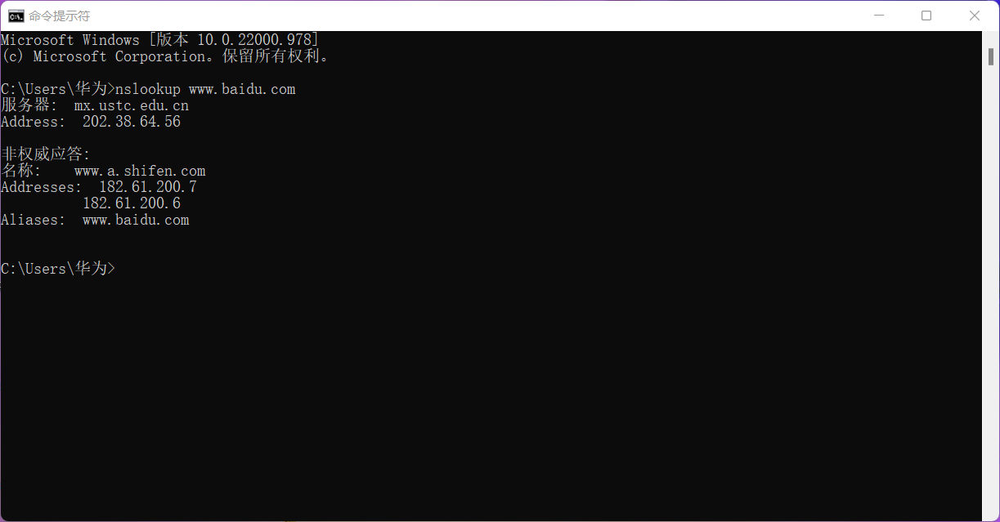 命令提示符
Microsoft Windows [版本 10.0.22000.978]
(c) Microsoft Corporation。保留所有权利。
C:\Users\华为>nslookup www.baidu.com
服务器:  mx.ustc.edu.cn
Address:  202.38.64.56
非权威应答:
名称:    www.a.shifen.com
Addresses:  182.61.200.7
182.61.200.6
Aliases:  www.baidu.com
C:\Users\华为>